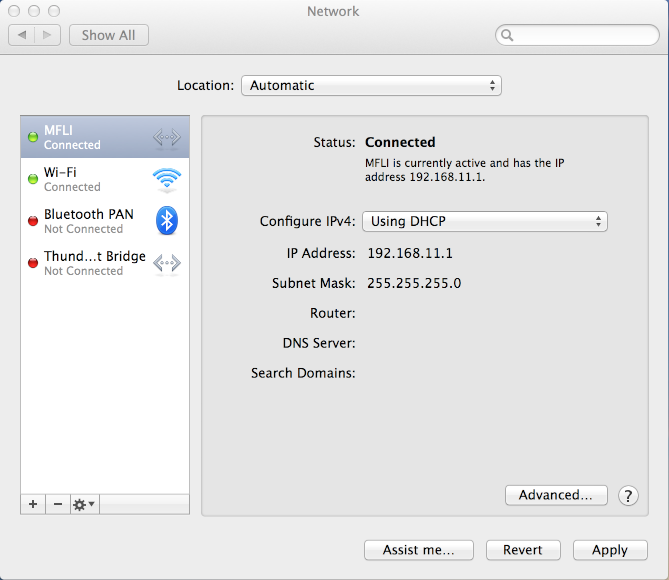 Network
Show All
Location: Automatic
MFLI
Connected
Wi-Fi
Connected
Bluetooth PAN
Not Connected
Thund...t Bridge
Not Connected
Status: Connected
MFLI is currently active and has the IP
address 192.168.11.1.
Configure IPv4: Using DHCP
IP Address: 192.168.11.1
Subnet Mask: 255.255.255.0
Router:
DNS Server:
Search Domains:
+ −
Advanced... ?
Assist me... Revert Apply